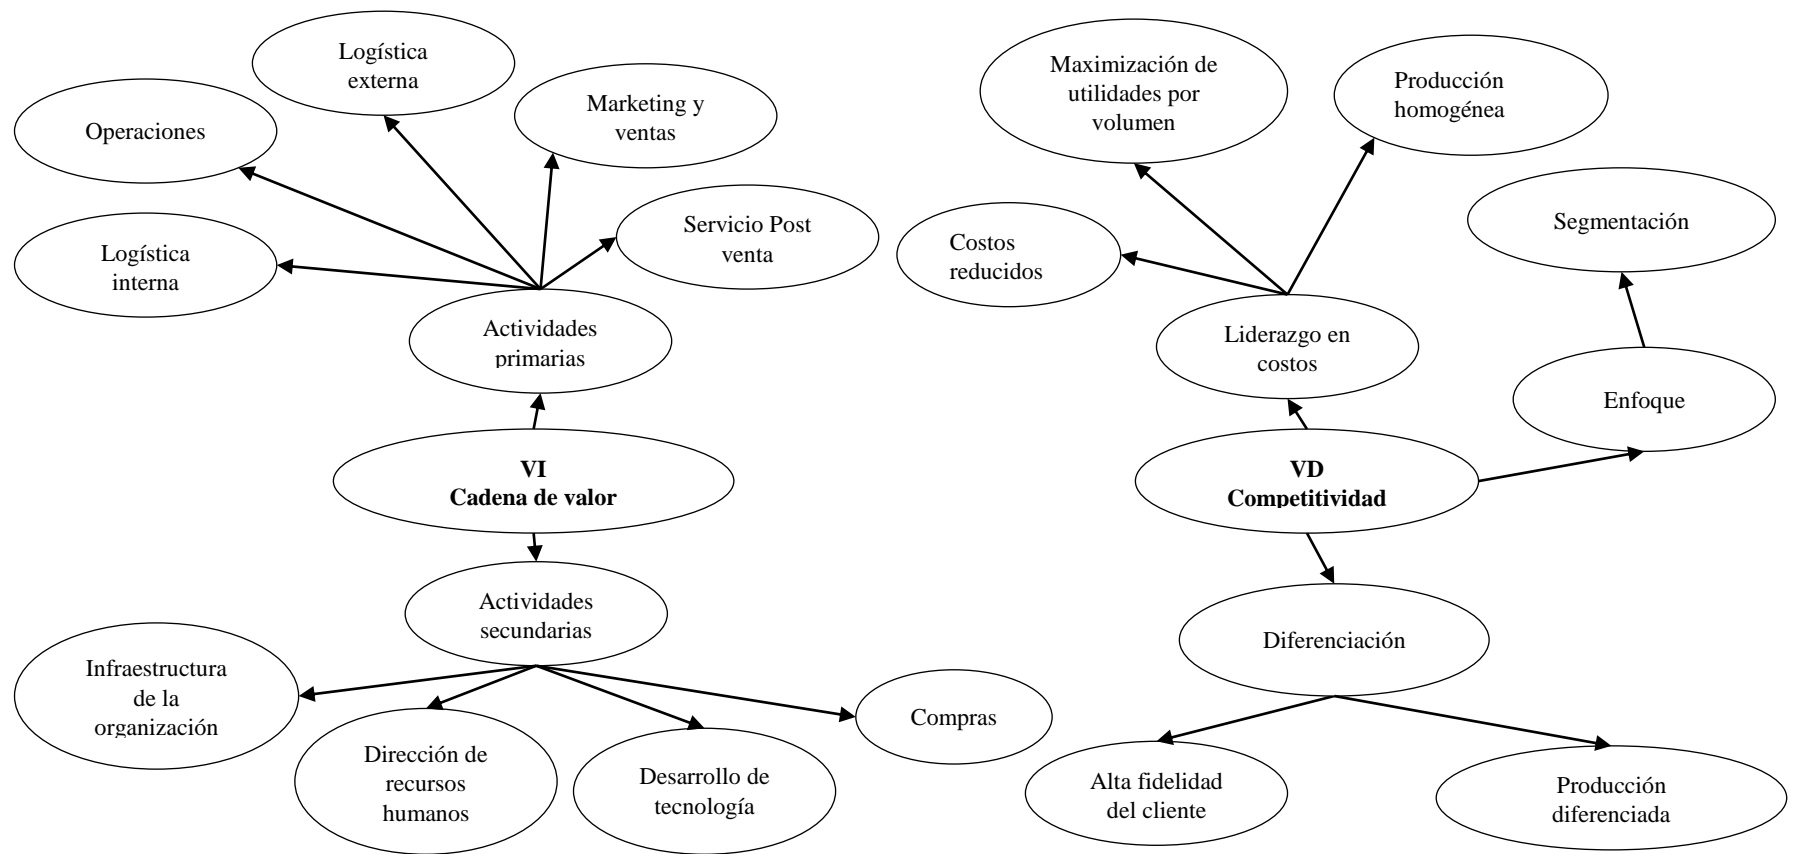 Logística
externa
Marketing y
ventas
Operaciones
Servicio Post
venta
Logística
interna
Actividades
primarias
VI
Cadena de valor
Actividades
secundarias
Infraestructura
de la
organización
Dirección de
recursos
humanos
Desarrollo de
tecnología
Compras
Maximización de
utilidades por
volumen
Producción
homogénea
Segmentación
Costos
reducidos
Liderazgo en
costos
Enfoque
VD
Competitividad
Diferenciación
Alta fidelidad
del cliente
Producción
diferenciada